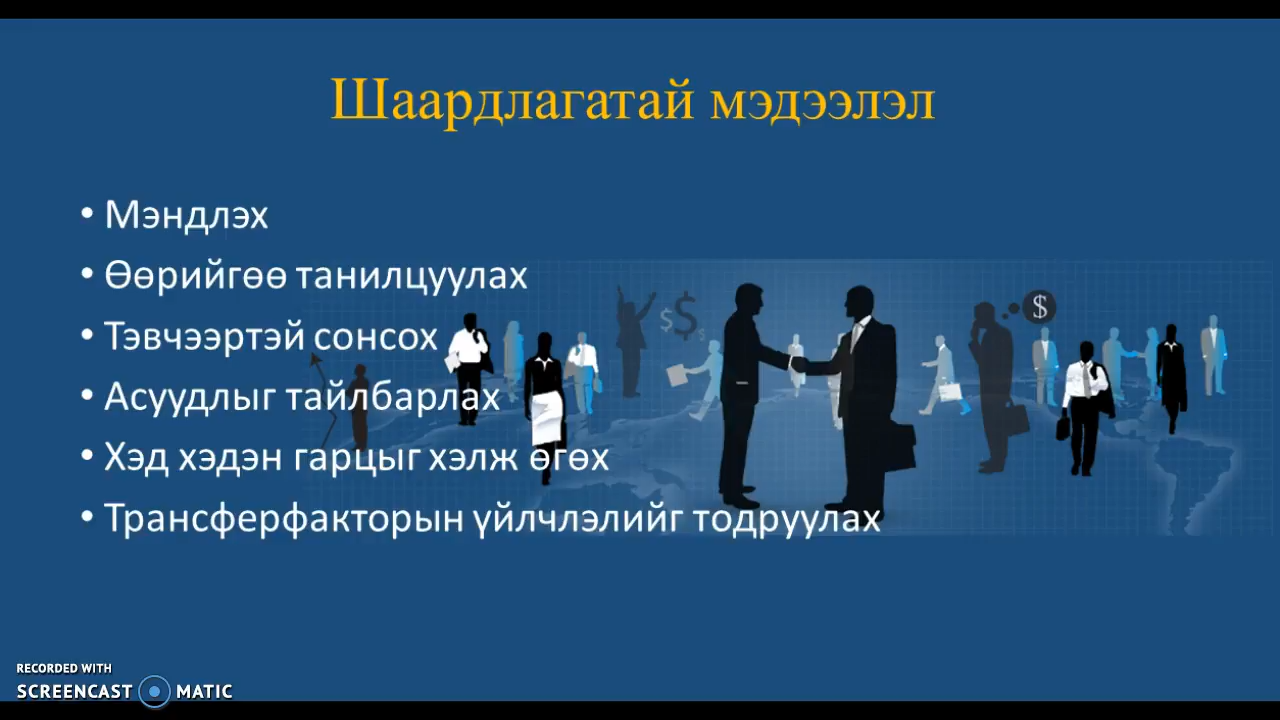 Шаардлагатай мэдээлэл
• Мэндлэх
• Өөрийгөө танилцуулах
• Тэвчээртэй сонсох
• Асуудлыг тайлбарлах
• Хэд хэдэн гарцыг хэлж өгөх
• Трансферфакторын үйлчлэлийг тодруулах
RECORDED WITH
SCREENCAST MATIC